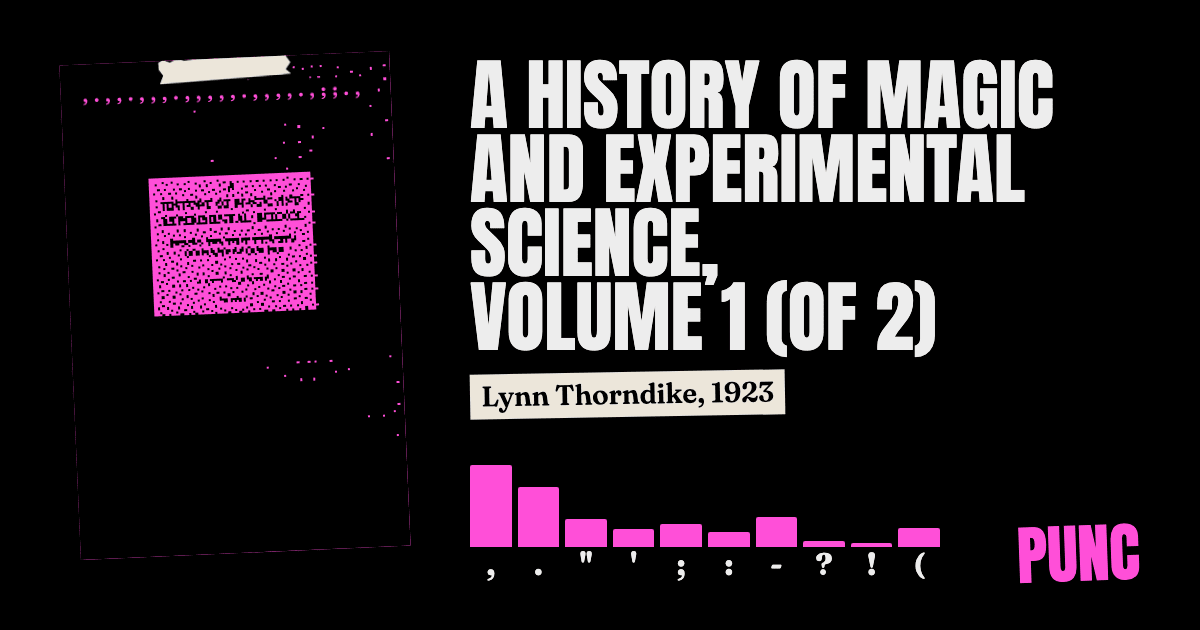 A HISTORY OF MAGIC
AND EXPERIMENTAL
SCIENCE,
VOLUME 1 (OF 2)
Lynn Thorndike, 1923
, . " ' ; : - ? ! (
PUNC